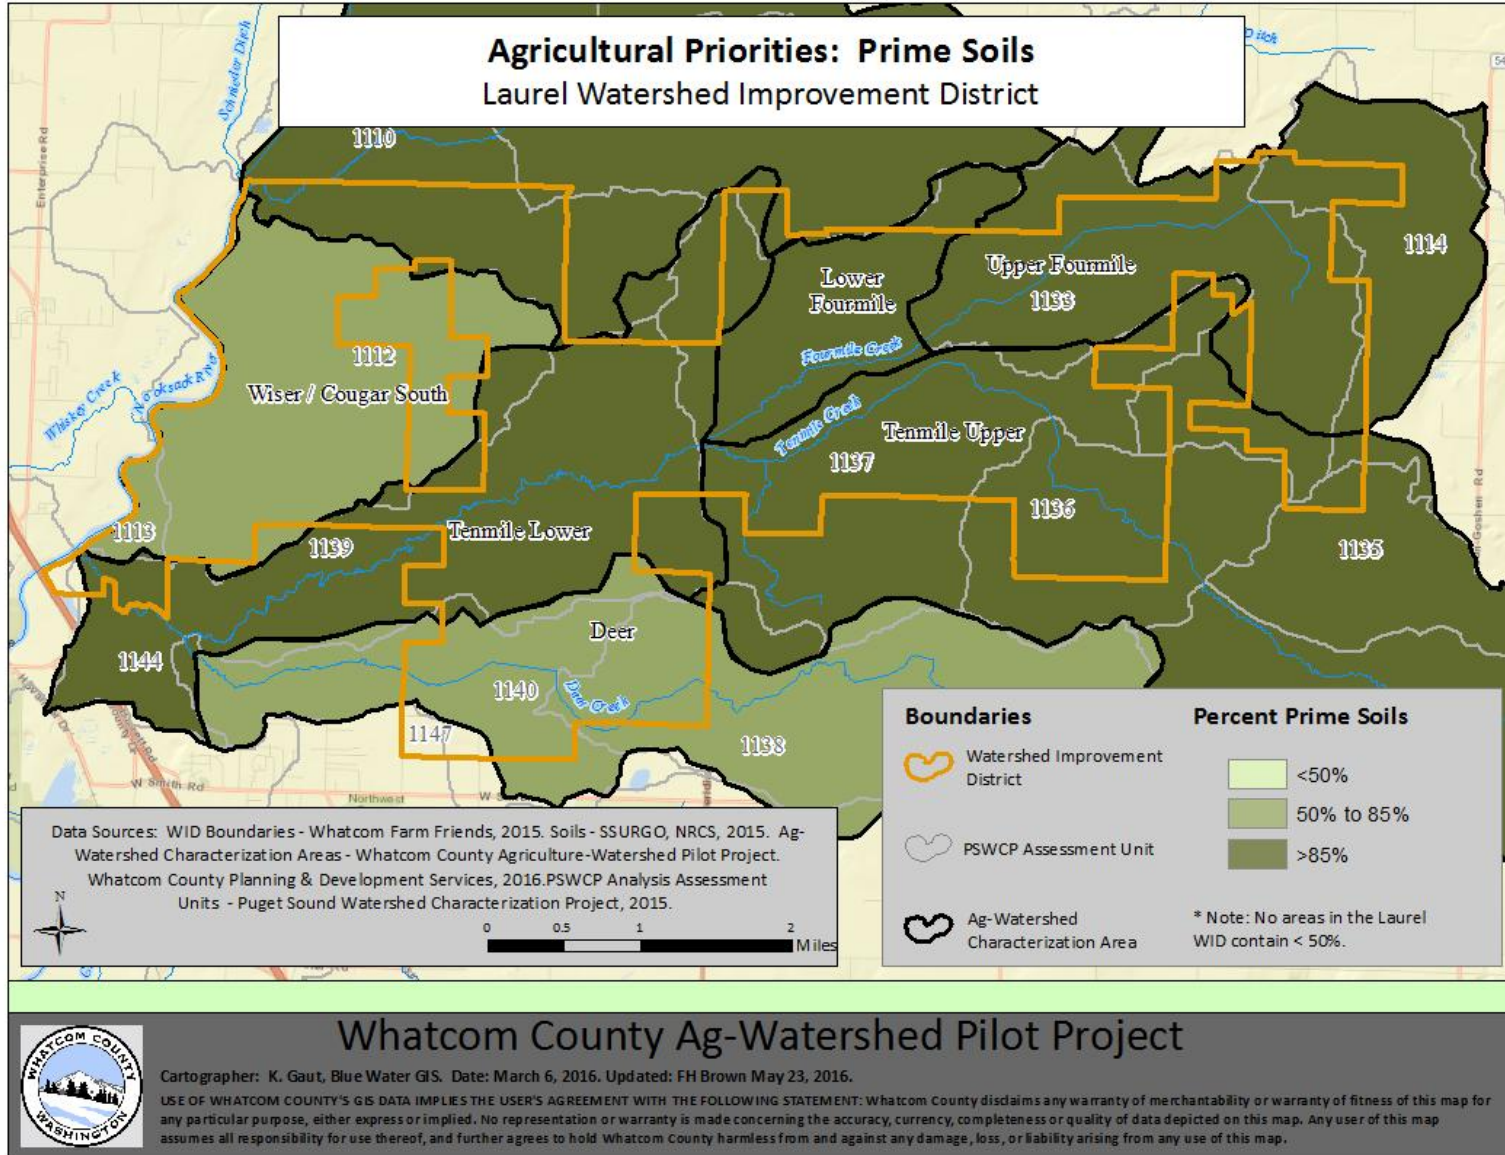 Agricultural Priorities: Prime Soils
Laurel Watershed Improvement District
Schneider Ditch
Ditch
54
Enterprise Rd
1110
1114
Lower
Fourmile
Upper Fourmile
1133
Fourmile Creek
1112
Wiser / Cougar South
Whiskey Creek
Nooksack River
Tenmile Creek
Tenmile Upper
1137
1136
1135
n-Goshen Rd
1113
1139
Tenmile Lower
Deer
1144
1140
Deer Creek
1147
1138
W Smith Rd
Northwest
W S
Boundaries
Watershed Improvement
District
PSWCP Assessment Unit
Ag-Watershed
Characterization Area
Percent Prime Soils
<50%
50% to 85%
>85%
* Note: No areas in the Laurel
WID contain < 50%.
Data Sources: WID Boundaries - Whatcom Farm Friends, 2015. Soils - SSURGO, NRCS, 2015. Ag-
Watershed Characterization Areas - Whatcom County Agriculture-Watershed Pilot Project.
Whatcom County Planning & Development Services, 2016.PSWCP Analysis Assessment
Units - Puget Sound Watershed Characterization Project, 2015.
N
0 0.5 1 2
Miles
WHATCOM COUNTY
WASHINGTON
Whatcom County Ag-Watershed Pilot Project
Cartographer: K. Gaut, Blue Water GIS. Date: March 6, 2016. Updated: FH Brown May 23, 2016.
USE OF WHATCOM COUNTY'S GIS DATA IMPLIES THE USER'S AGREEMENT WITH THE FOLLOWING STATEMENT: Whatcom County disclaims any warranty of merchantability or warranty of fitness of this map for
any particular purpose, either express or implied. No representation or warranty is made concerning the accuracy, currency, completeness or quality of data depicted on this map. Any user of this map
assumes all responsibility for use thereof, and further agrees to hold Whatcom County harmless from and against any damage, loss, or liability arising from any use of this map.